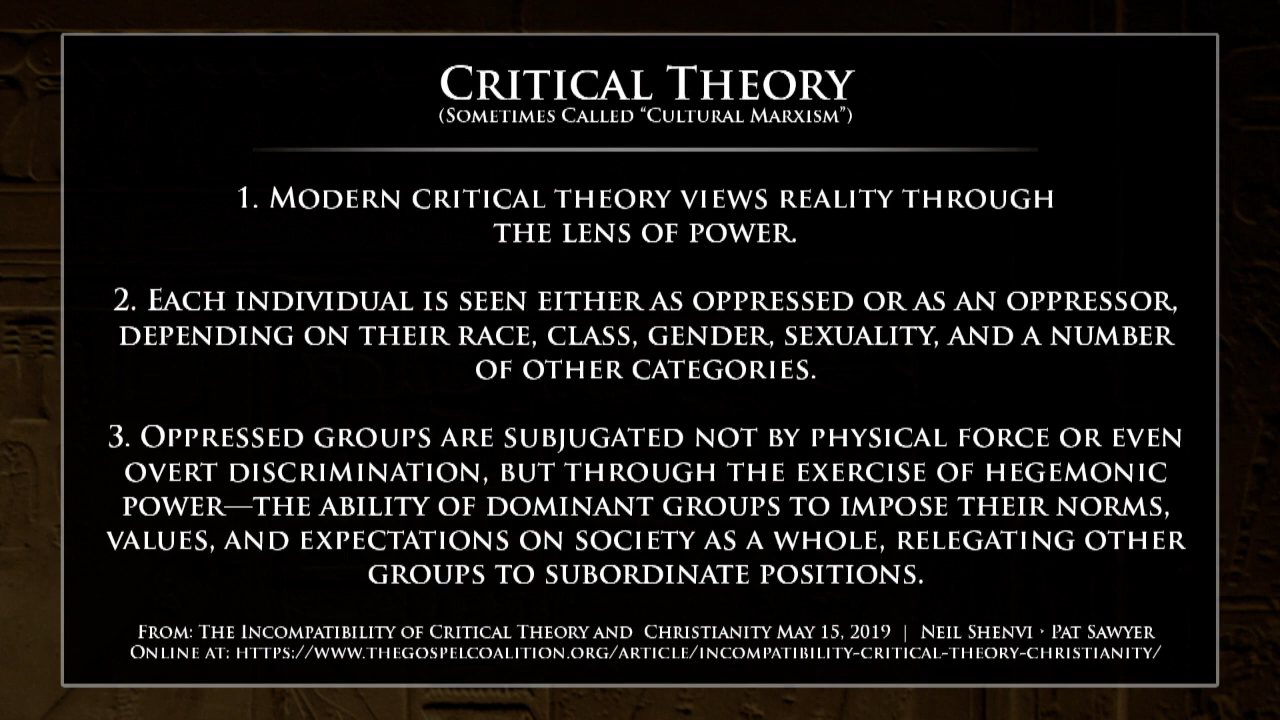 Critical Theory
(Sometimes Called “Cultural Marxism”)
1. Modern critical theory views reality through
the lens of power.
2. Each individual is seen either as oppressed or as an oppressor,
depending on their race, class, gender, sexuality, and a number
of other categories.
3. Oppressed groups are subjugated not by physical force or even
overt discrimination, but through the exercise of hegemonic
power—the ability of dominant groups to impose their norms,
values, and expectations on society as a whole, relegating other
groups to subordinate positions.
From: The Incompatibility of Critical Theory and Christianity May 15, 2019 | Neil Shenvi · Pat Sawyer
Online at: https://www.thegospelcoalition.org/article/incompatibility-critical-theory-christianity/